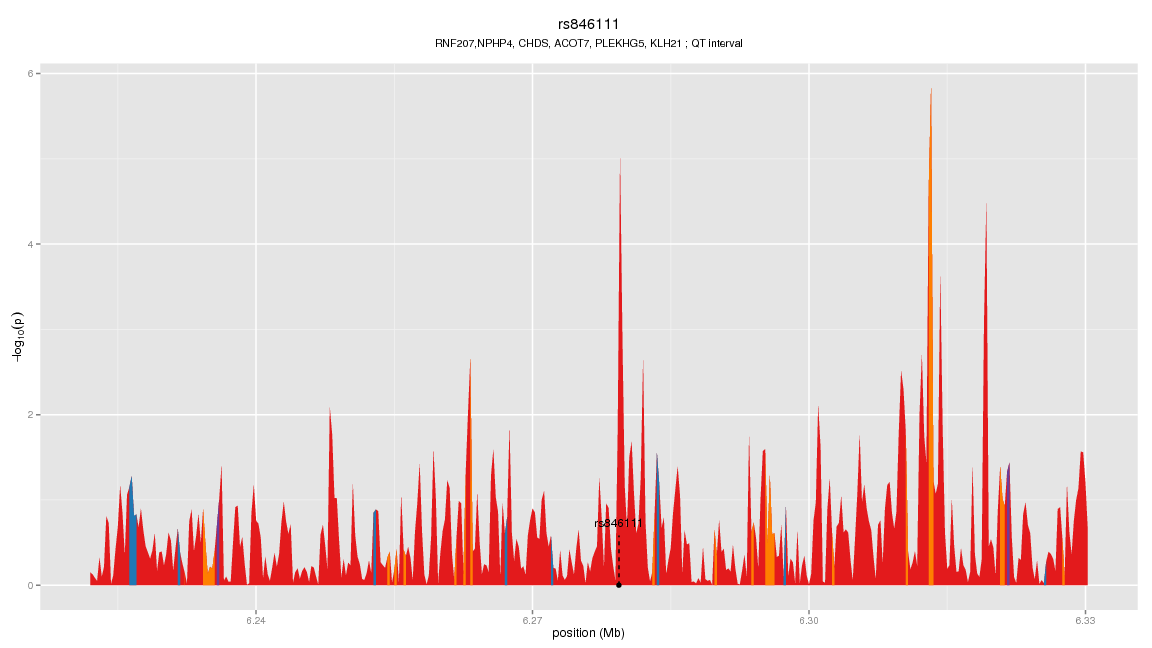 rs846111
RNF207,NPHP4, CHDS, ACOT7, PLEKHG5, KLH21 ; QT interval
6
4
2
0
−log10(p)
rs846111
6.24
6.27
6.30
6.33
position (Mb)